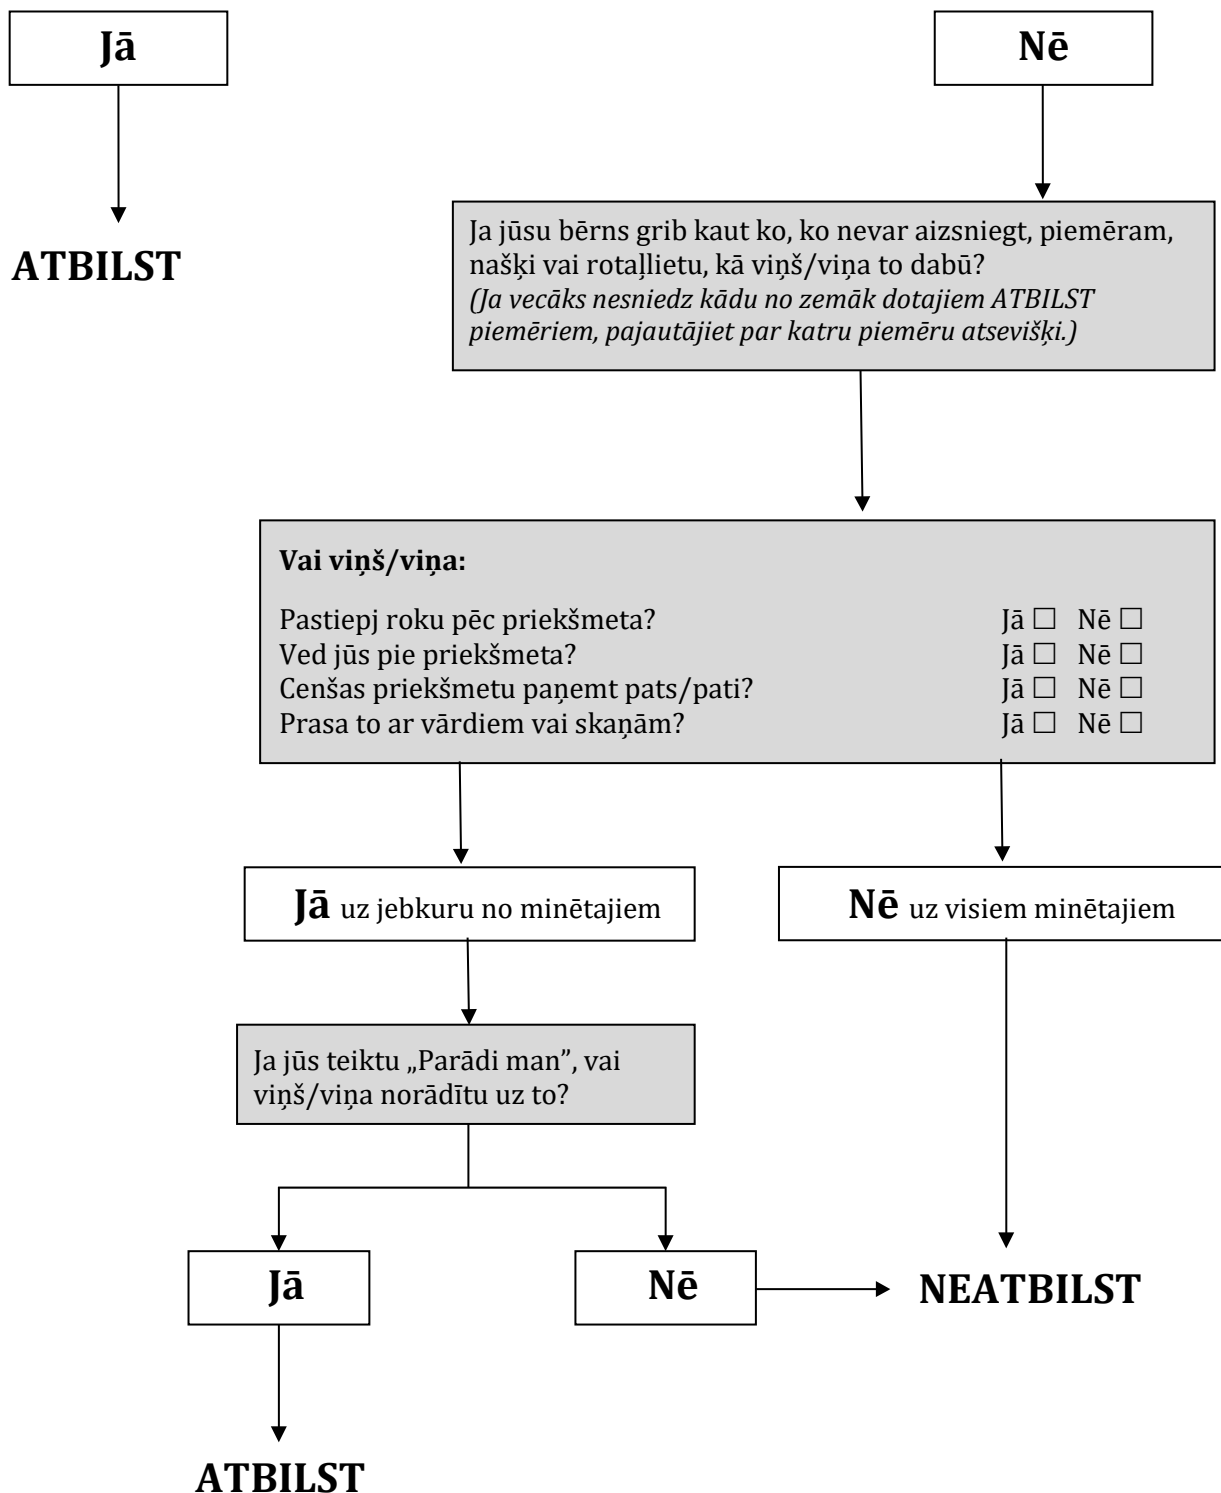 Jā
Nē
ATBILST
Ja jūsu bērns grib kaut ko, ko nevar aizsniegt, piemēram,
našķi vai rotaļlietu, kā viņš/viņa to dabū?
(Ja vecāks nesniedz kādu no zemāk dotajiem ATBILST
piemēriem, pajautājiet par katru piemēru atsevišķi.)
Vai viņš/viņa:
Pastiepj roku pēc priekšmeta? Jā ☐ Nē ☐
Ved jūs pie priekšmeta? Jā ☐ Nē ☐
Cenšas priekšmetu paņemt pats/pati? Jā ☐ Nē ☐
Prasa to ar vārdiem vai skaņām? Jā ☐ Nē ☐
Jā uz jebkuru no minētajiem
Nē uz visiem minētajiem
Ja jūs teiktu „Parādi man”, vai
viņš/viņa norādītu uz to?
Jā
Nē
NEATBILST
ATBILST